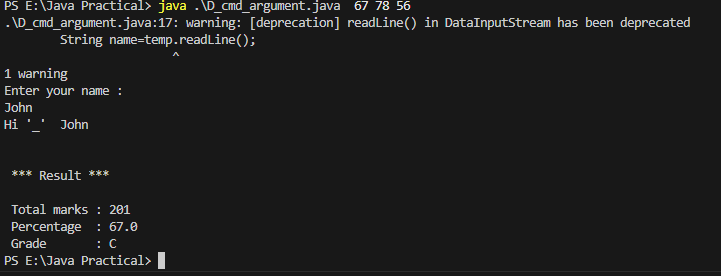 PS E:\Java Practical> java .\D_cmd_argument.java  67 78 56
.\D_cmd_argument.java:17: warning: [deprecation] readLine() in DataInputStream has been deprecated
        String name=temp.readLine();
                        ^
1 warning
Enter your name :
John
Hi '_'  John
 *** Result ***
 Total marks : 201
 Percentage  : 67.0
 Grade       : C
PS E:\Java Practical>